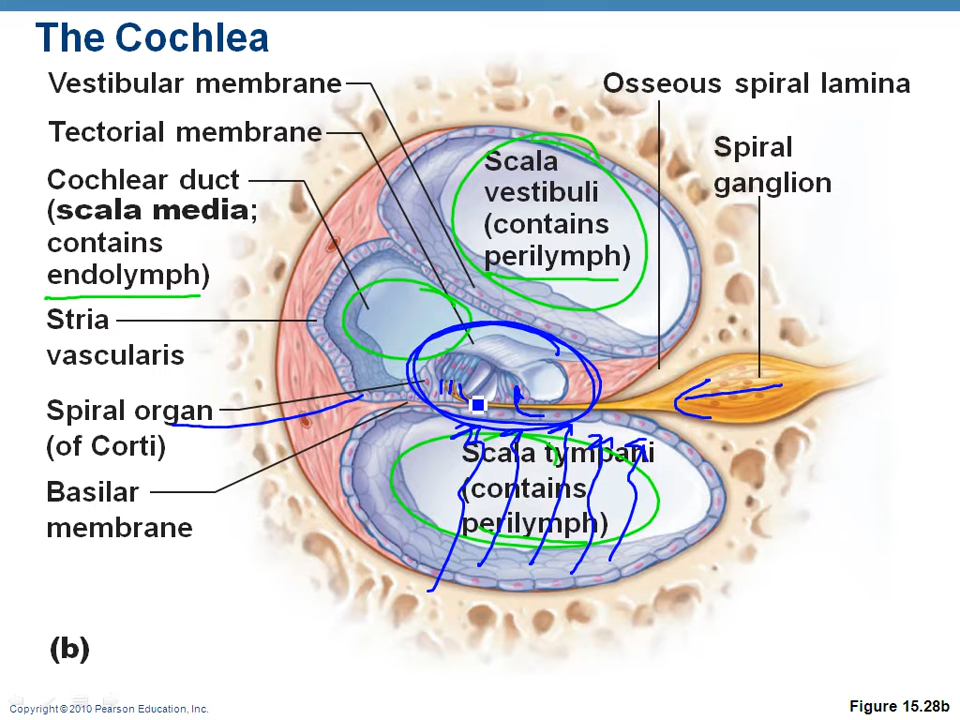 The Cochlea
Vestibular membrane
Tectorial membrane
Cochlear duct
(scala media;
contains
endolymph)
Stria
vascularis
Spiral organ
(of Corti)
Basilar
membrane
Scala
vestibuli
(contains
perilymph)
Osseous spiral lamina
Spiral
ganglion
Scala tympani
(contains
perilymph)
(b)
Copyright © 2010 Pearson Education, Inc.
Figure 15.28b